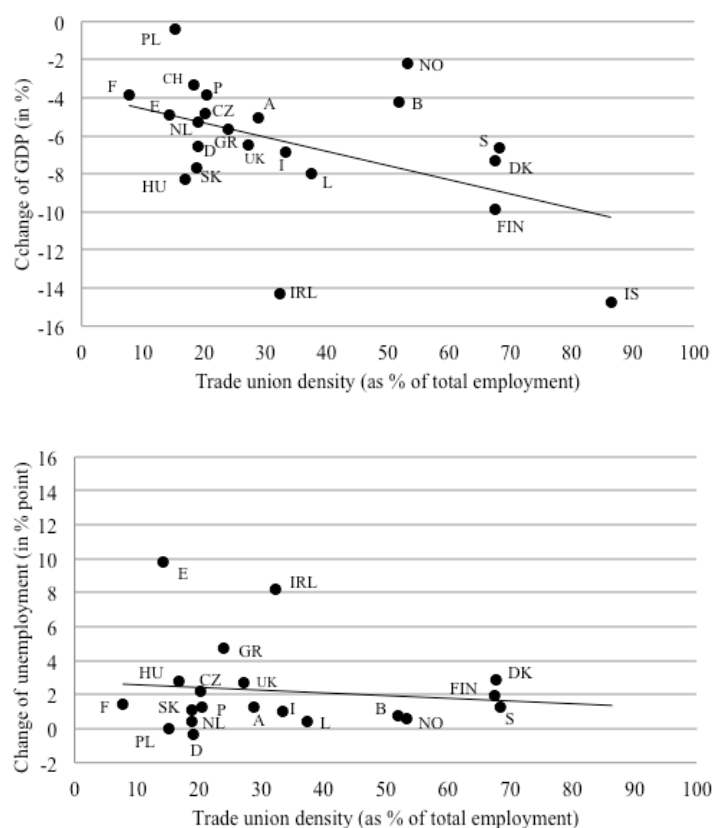 Cchange of GDP (in %)
0
-2
-4
-6
-8
-10
-12
-14
-16
PL
NO
CH
F
P
B
E
CZ
A
NL
GR
S
D
UK
I
DK
HU
SK
L
FIN
IRL
IS
0 10 20 30 40 50 60 70 80 90 100
Trade union density (as % of total employment)
Change of unemployment (in % point)
16
14
12
10
8
6
4
2
0
-2
E
IRL
GR
HU
CZ
UK
DK
FIN
F
SK
P
I
B
NL
A
L
NO
S
PL
D
0 10 20 30 40 50 60 70 80 90 100
Trade union density (as % of total employment)